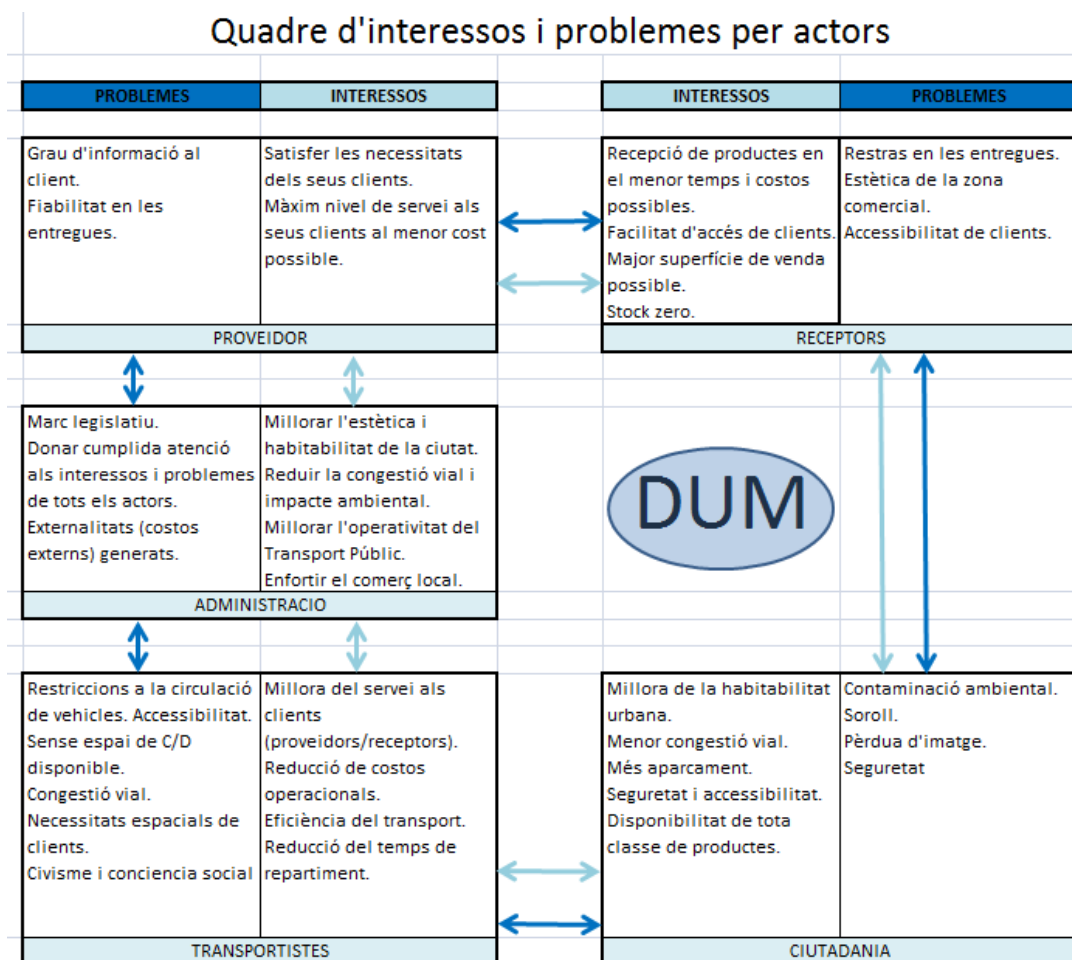 Quadre d'interessos i problemes per actors
PROBLEMES
INTERESSOS
INTERESSOS
PROBLEMES
Grau d'informació al
client.
Fiabilitat en les
entregues.
Satisfer les necessitats
dels seus clients.
Màxim nivel de servei als
seus clients al menor cost
possible.
Recepció de productes en
el menor temps i costos
possibles.
Facilitat d'accés de clients.
Major superfície de venda
possible.
Stock zero.
Restras en les entregues.
Estètica de la zona
comercial.
Accessibilitat de clients.
PROVEIDOR
RECEPTORS
Marc legislatiu.
Donar cumplida atenció
als interessos i problemes
de tots els actors.
Externalitats (costos
externs) generats.
Millorar l'estètica i
habitabilitat de la ciutat.
Reduir la congestió vial i
impacte ambiental.
Millorar l'operativitat del
Transport Públic.
Enfortir el comerç local.
DUM
ADMINISTRACIO
Restriccions a la circulació
de vehicles. Accessibilitat.
Sense espai de C/D
disponible.
Congestió vial.
Necessitats espacials de
clients.
Civisme i conciencia social
Millora del servei als
clients
(proveidors/receptors).
Reducció de costos
operacionals.
Eficiència del transport.
Reducció del temps de
repartiment.
Millora de la habitabilitat
urbana.
Menor congestió vial.
Més aparcament.
Seguretat i accessibilitat.
Disponibilitat de tota
classe de productes.
Contaminació ambiental.
Soroll.
Pèrdua d'imatge.
Seguretat
TRANSPORTISTES
CIUTADANIA